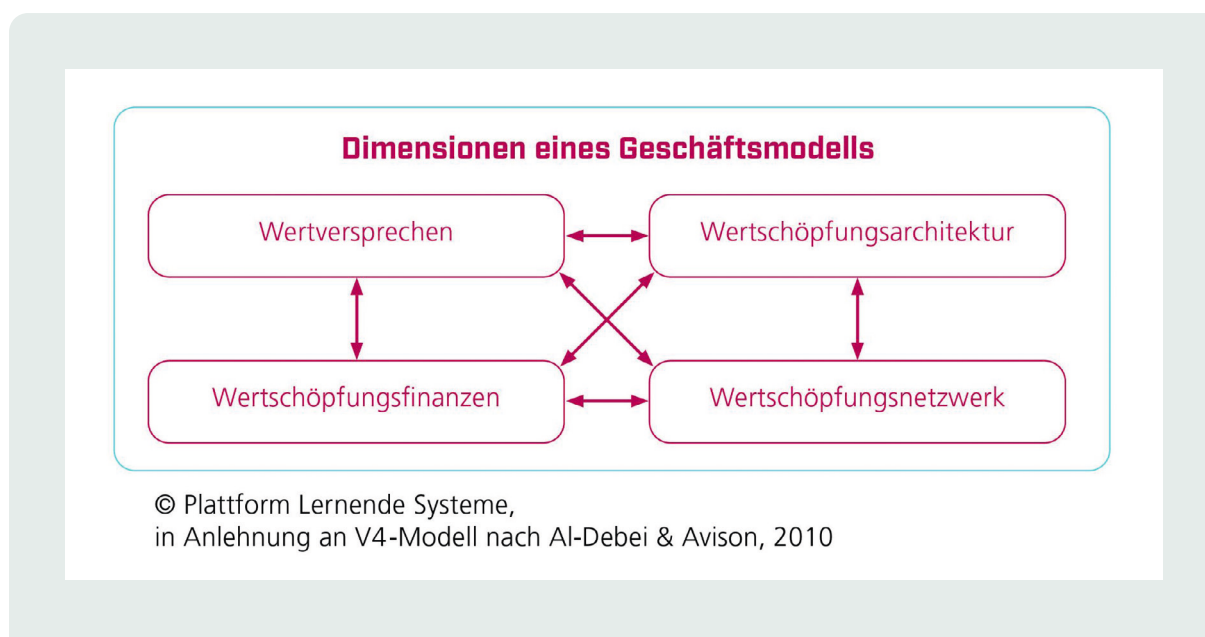 Dimensionen eines Geschäftsmodells
Wertversprechen
Wertschöpfungsarchitektur
Wertschöpfungsfinanzen
Wertschöpfungsnetzwerk
© Plattform Lernende Systeme,
in Anlehnung an V4-Modell nach Al-Debei & Avison, 2010